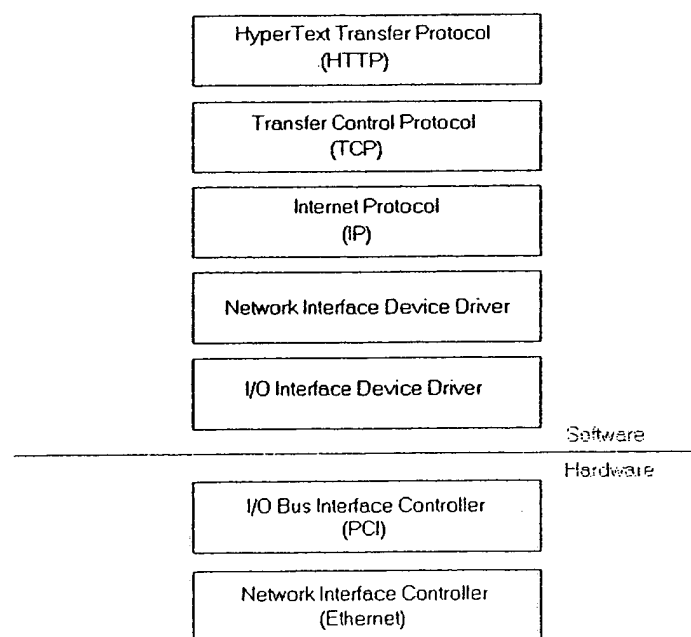 HyperText Transfer Protocol
(HTTP)
Transfer Control Protocol
(TCP)
Internet Protocol
(IP)
Network Interface Device Driver
I/O Interface Device Driver
Software
Hardware
I/O Bus Interface Controller
(PCI)
Network Interface Controller
(Ethernet)